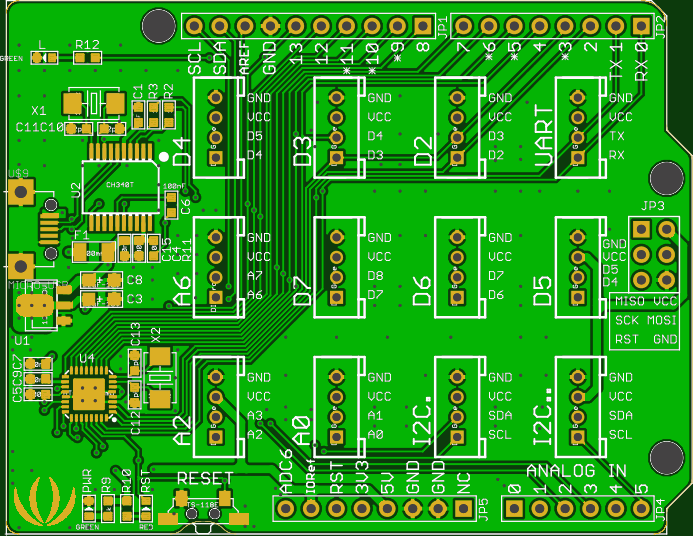 L
R12
GREEN
SCL
SDA
AREF
GND
13
12
*11
*10
*9
8
JP1
7
*6
*5
4
*3
2
TX 1
RX 0
JP2
X1
C11
C10
C1
R3
R2
D4
GND
VCC
D5
D4
D3
GND
VCC
D4
D3
D2
GND
VCC
D3
D2
UART
GND
VCC
TX
RX
U2
CH340T
100nF
C6
U$9
JP3
F1
C15
C4
R11
A6
GND
VCC
A7
A6
D7
GND
VCC
D8
D7
D6
GND
VCC
D7
D6
D5
GND
VCC
D5
D4
C8
C3
MISO VCC
SCK MOSI
RST GND
U1
X2
C13
U4
C5
C9
C7
C12
A2
GND
VCC
A3
A2
A0
GND
VCC
A1
A0
I2C.
GND
VCC
SDA
SCL
I2C..
GND
VCC
SDA
SCL
PWR
R9
R10
RST
GREEN
RED
RESET
TS-1185
ADC6
IORef
RST
3V3
5V
GND
GND
NC
JP5
ANALOG IN
0
1
2
3
4
5
JP4